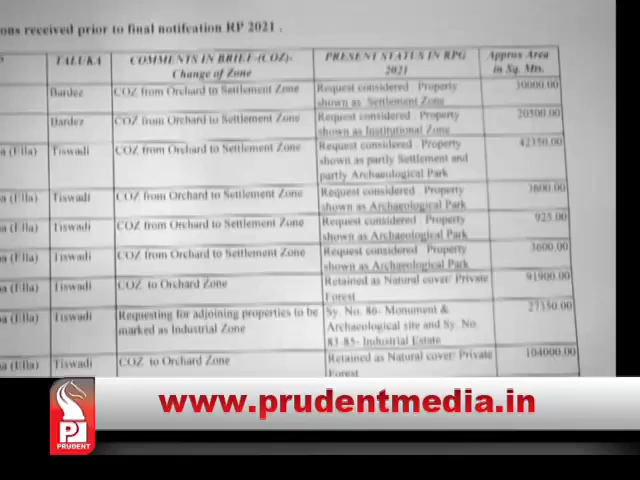 ons received prior to final notifcation RP 2021 .
TALUKA COMMENTS IN BRIEF-(COZ)- PRESENT STATUS IN RPG Approx Area
Change of Zone 2021 in Sq. Mts.
Bardez COZ from Orchard to Settlement Zone Request considered Property 30000.00
shown as Settlement Zone
Bardez COZ from Orchard to Settlement Zone Request considered Property 20500.00
shown as Institutional Zone
a (Ella) Tiswadi COZ from Orchard to Settlement Zone Request considered Property 42350.00
shown as partly Settlement and
partly Archaeological Park
a (Ella) Tiswadi COZ from Orchard to Settlement Zone Request considered Property 3800.00
shown as Archaeological Park
a (Ella) Tiswadi COZ from Orchard to Settlement Zone Request considered Property 925.00
shown as Archaeological Park
a (Ella) Tiswadi COZ from Orchard to Settlement Zone Request considered Property 3600.00
shown as Archaeological Park
a (Ella) Tiswadi COZ to Orchard Zone Retained as Natural cover/ Private 91900.00
Forest
a (Ella) Tiswadi Requesting for adjoining properties to be Sy. No. 86- Monument & 27350.00
marked as Industrial Zone Archaeological site and Sy. No.
83-85- Industrial Estate
a (Ella) Tiswadi COZ to Orchard Zone Retained as Natural cover/ Private 104000.00
Forest
PRUDENT
www.prudentmedia.in